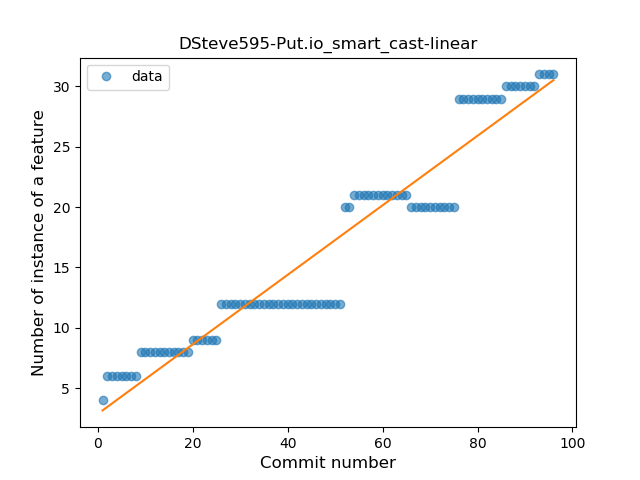 DSteve595-Put.io_smart_cast-linear
data
Number of instance of a feature
30
25
20
15
10
5
0 20 40 60 80 100
Commit number